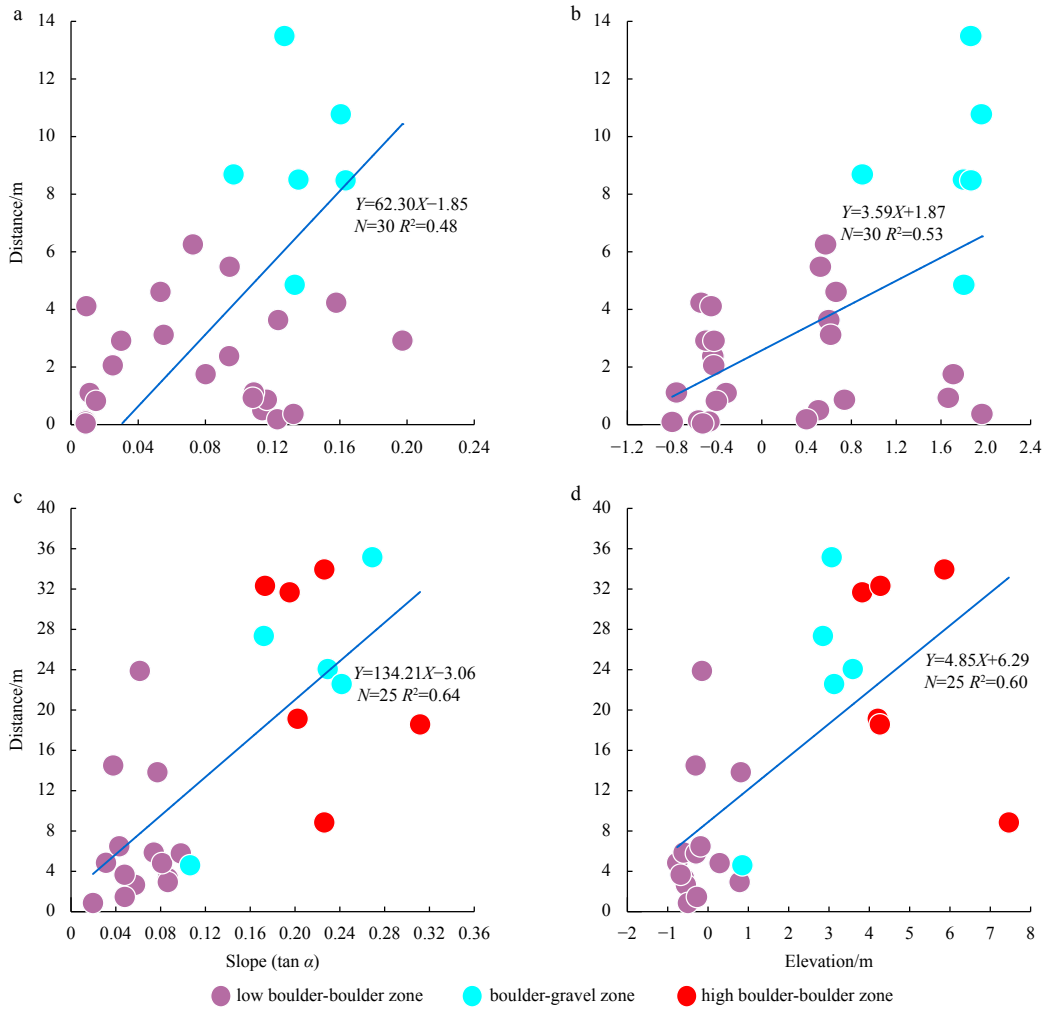 a
14
12
10
8
6
4
2
0
Distance/m
0 0.04 0.08 0.12 0.16 0.20 0.24
Y=62.30X−1.85
N=30 R²=0.48
b
14
12
10
8
6
4
2
0
−1.2 −0.8 −0.4 0 0.4 0.8 1.2 1.6 2.0 2.4
Y=3.59X+1.87
N=30 R²=0.53
c
40
36
32
28
24
20
16
12
8
4
0
Distance/m
0.04 0.08 0.12 0.16 0.20 0.24 0.28 0.32 0.36
Y=134.21X−3.06
N=25 R²=0.64
Slope (tan α)
d
40
36
32
28
24
20
16
12
8
4
0
−2 −1 0 1 2 3 4 5 6 7 8
Y=4.85X+6.29
N=25 R²=0.60
Elevation/m
low boulder-boulder zone boulder-gravel zone high boulder-boulder zone